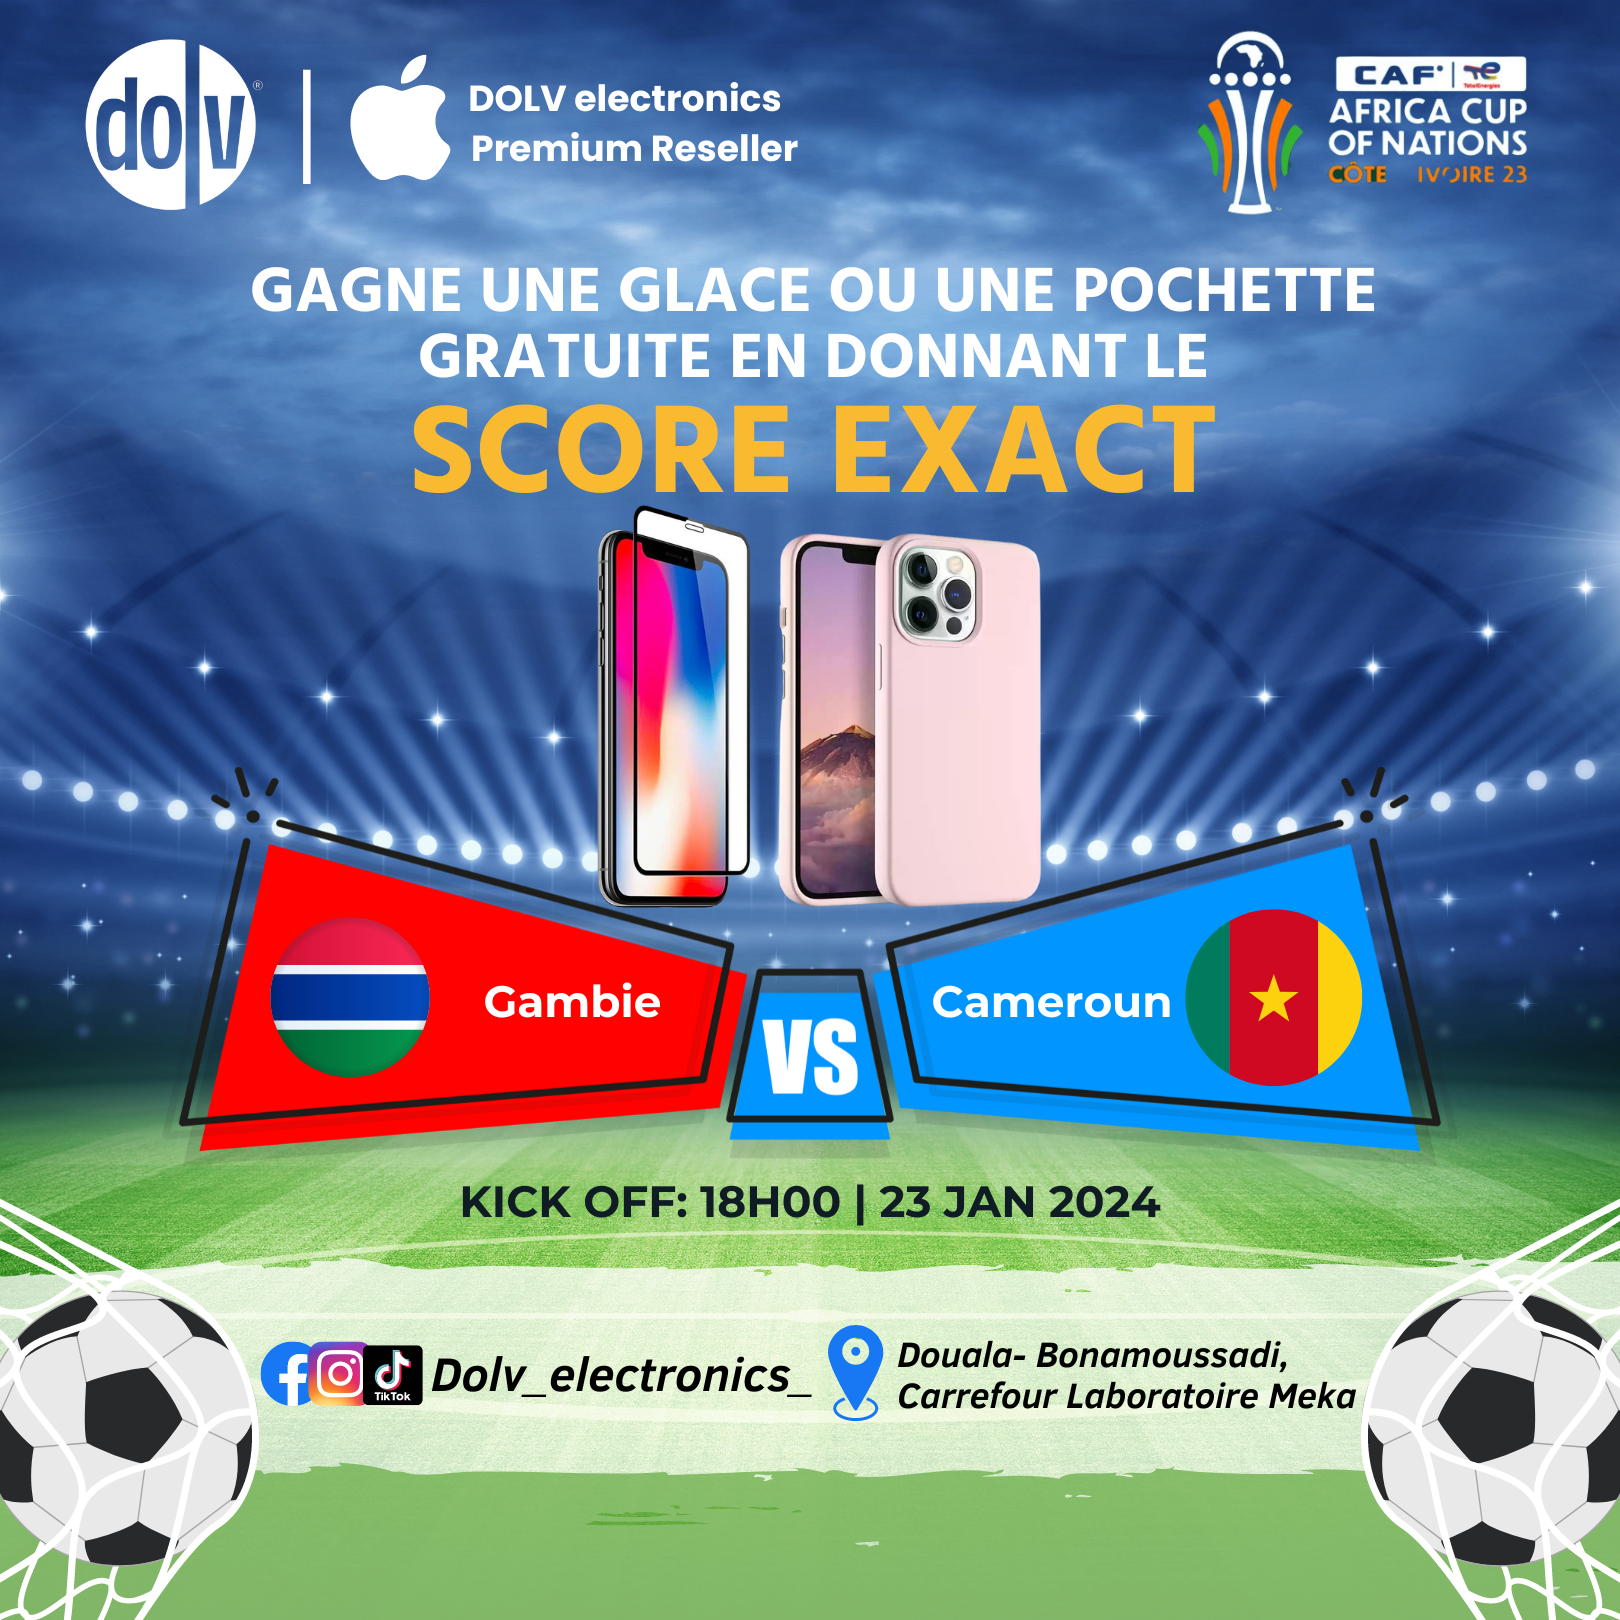 dolv®
DOLV electronics
Premium Reseller
CAF
TotalEnergies
AFRICA CUP
OF NATIONS
CÔTE IVOIRE 23
GAGNE UNE GLACE OU UNE POCHETTE
GRATUITE EN DONNANT LE
SCORE EXACT
Gambie
VS
Cameroun
KICK OFF: 18H00 | 23 JAN 2024
TikTok
Dolv_electronics_
Douala- Bonamoussadi,
Carrefour Laboratoire Meka